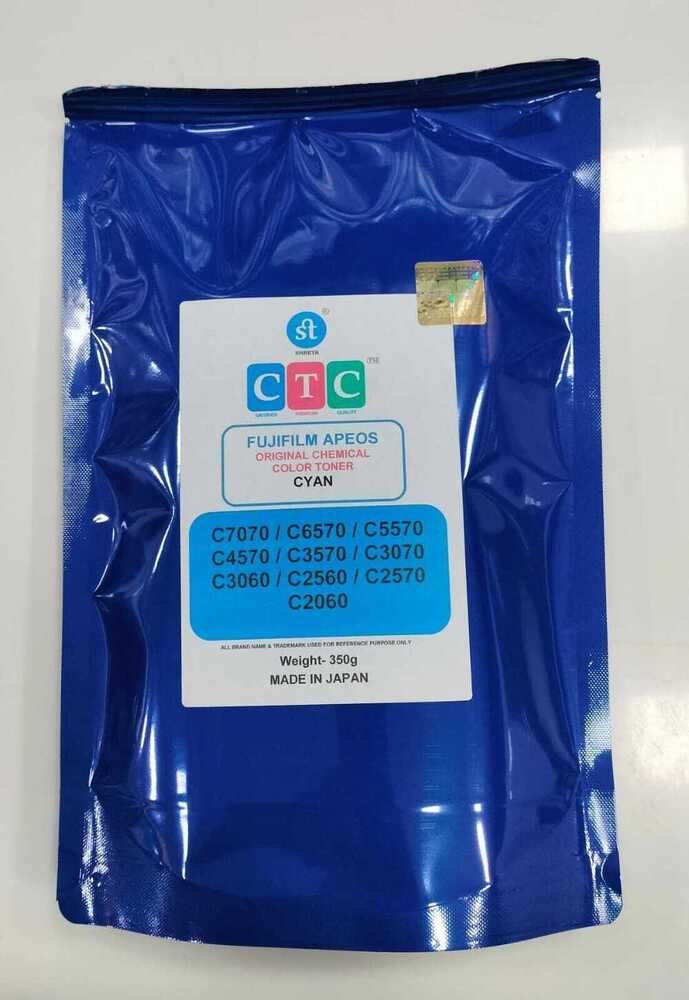 st
®
SHREYA
CTC
TM
SAVINGS PREMIUM QUALITY
FUJIFILM APEOS
ORIGINAL CHEMICAL
COLOR TONER
CYAN
C7070 / C6570 / C5570
C4570 / C3570 / C3070
C3060 / C2560 / C2570
C2060
ALL BRAND NAME & TRADEMARK USED FOR REFERENCE PURPOSE ONLY
Weight- 350g
MADE IN JAPAN